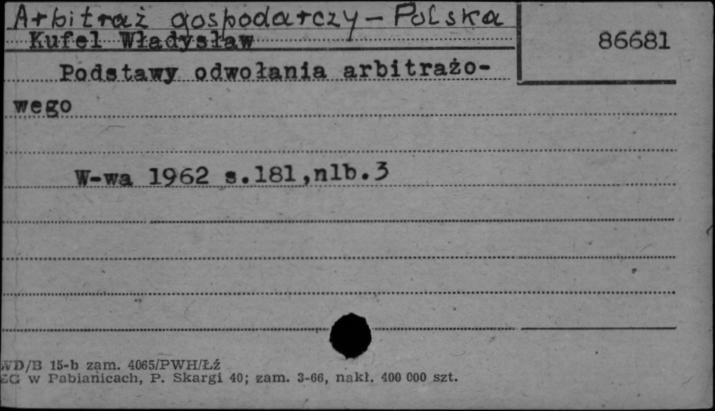 Arbitraż gospodarczy - Polska
Kufel Władysław
86681
Podstawy odwołania arbitrażo-
wego
W-wa 1962 s.181,nlb.3
WD/B 15-b zam. 4065/PWH/Łź
ZG w Pabianicach, P. Skargi 40; zam. 3-66, nakł. 400 000 szt.